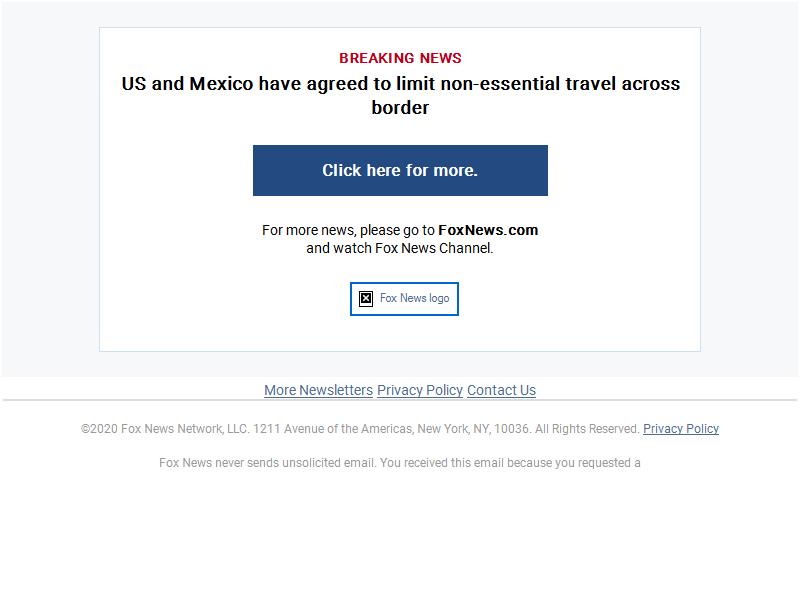 BREAKING NEWS
US and Mexico have agreed to limit non-essential travel across
border
Click here for more.
For more news, please go to FoxNews.com
and watch Fox News Channel.
Fox News logo
More Newsletters Privacy Policy Contact Us
©2020 Fox News Network, LLC. 1211 Avenue of the Americas, New York, NY, 10036. All Rights Reserved. Privacy Policy
Fox News never sends unsolicited email. You received this email because you requested a